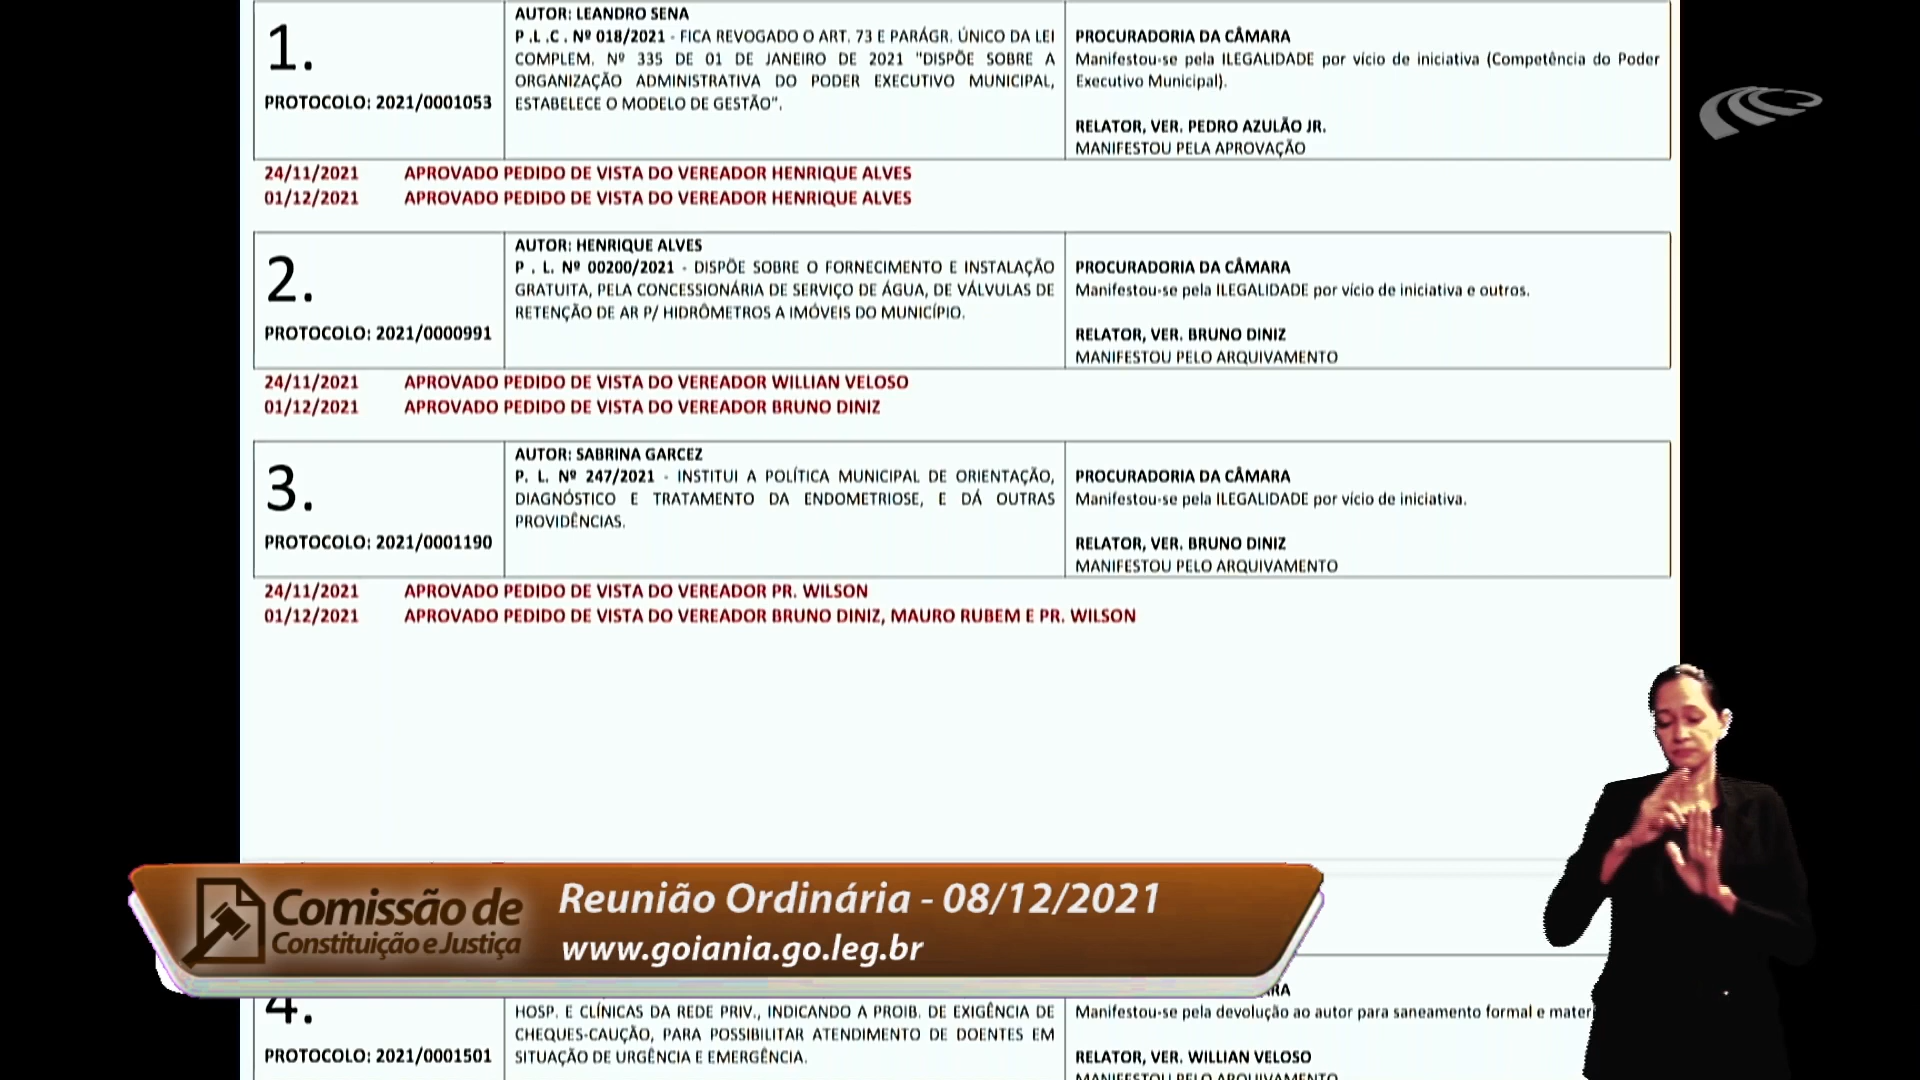 1.
PROTOCOLO: 2021/0001053
AUTOR: LEANDRO SENA
P .L .C . Nº 018/2021 - FICA REVOGADO O ART. 73 E PARÁGR. ÚNICO DA LEI
COMPLEM. Nº 335 DE 01 DE JANEIRO DE 2021 "DISPÕE SOBRE A
ORGANIZAÇÃO ADMINISTRATIVA DO PODER EXECUTIVO MUNICIPAL,
ESTABELECE O MODELO DE GESTÃO".
PROCURADORIA DA CÂMARA
Manifestou-se pela ILEGALIDADE por vício de iniciativa (Competência do Poder
Executivo Municipal).
RELATOR, VER. PEDRO AZULÃO JR.
MANIFESTOU PELA APROVAÇÃO
24/11/2021 APROVADO PEDIDO DE VISTA DO VEREADOR HENRIQUE ALVES
01/12/2021 APROVADO PEDIDO DE VISTA DO VEREADOR HENRIQUE ALVES
2.
PROTOCOLO: 2021/0000991
AUTOR: HENRIQUE ALVES
P . L. Nº 00200/2021 - DISPÕE SOBRE O FORNECIMENTO E INSTALAÇÃO
GRATUITA, PELA CONCESSIONÁRIA DE SERVIÇO DE ÁGUA, DE VÁLVULAS DE
RETENÇÃO DE AR P/ HIDRÔMETROS A IMÓVEIS DO MUNICÍPIO.
PROCURADORIA DA CÂMARA
Manifestou-se pela ILEGALIDADE por vício de iniciativa e outros.
RELATOR, VER. BRUNO DINIZ
MANIFESTOU PELO ARQUIVAMENTO
24/11/2021 APROVADO PEDIDO DE VISTA DO VEREADOR WILLIAN VELOSO
01/12/2021 APROVADO PEDIDO DE VISTA DO VEREADOR BRUNO DINIZ
3.
PROTOCOLO: 2021/0001190
AUTOR: SABRINA GARCEZ
P. L. Nº 247/2021 - INSTITUI A POLÍTICA MUNICIPAL DE ORIENTAÇÃO,
DIAGNÓSTICO E TRATAMENTO DA ENDOMETRIOSE, E DÁ OUTRAS
PROVIDÊNCIAS.
PROCURADORIA DA CÂMARA
Manifestou-se pela ILEGALIDADE por vício de iniciativa.
RELATOR, VER. BRUNO DINIZ
MANIFESTOU PELO ARQUIVAMENTO
24/11/2021 APROVADO PEDIDO DE VISTA DO VEREADOR PR. WILSON
01/12/2021 APROVADO PEDIDO DE VISTA DO VEREADOR BRUNO DINIZ, MAURO RUBEM E PR. WILSON
Comissão de
Constituição e Justiça
Reunião Ordinária - 08/12/2021
www.goiania.go.leg.br
4.
PROTOCOLO: 2021/0001501
HOSP. E CLÍNICAS DA REDE PRIV., INDICANDO A PROIB. DE EXIGÊNCIA DE
CHEQUES-CAUÇÃO, PARA POSSIBILITAR ATENDIMENTO DE DOENTES EM
SITUAÇÃO DE URGÊNCIA E EMERGÊNCIA.
Manifestou-se pela devolução ao autor para saneamento formal e mater
RELATOR, VER. WILLIAN VELOSO
MANIFESTOU PELO ARQUIVAMENTO